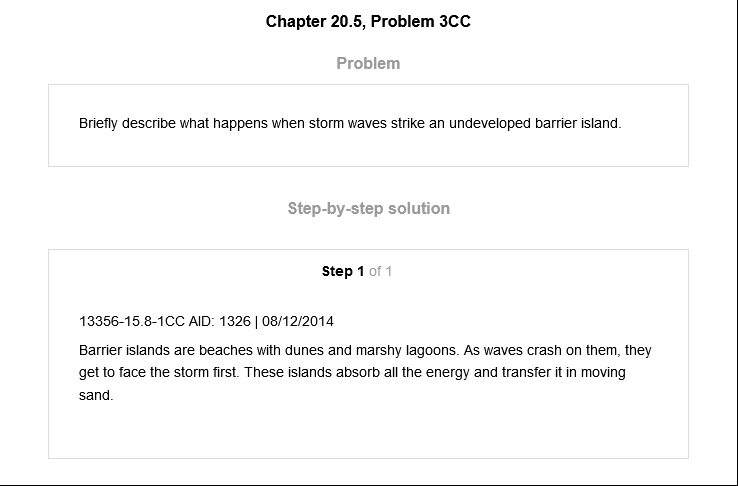 Chapter 20.5, Problem 3CC
Problem
Briefly describe what happens when storm waves strike an undeveloped barrier island.
Step-by-step solution
Step 1 of 1
13356-15.8-1CC AID: 1326 | 08/12/2014
Barrier islands are beaches with dunes and marshy lagoons. As waves crash on them, they
get to face the storm first. These islands absorb all the energy and transfer it in moving
sand.